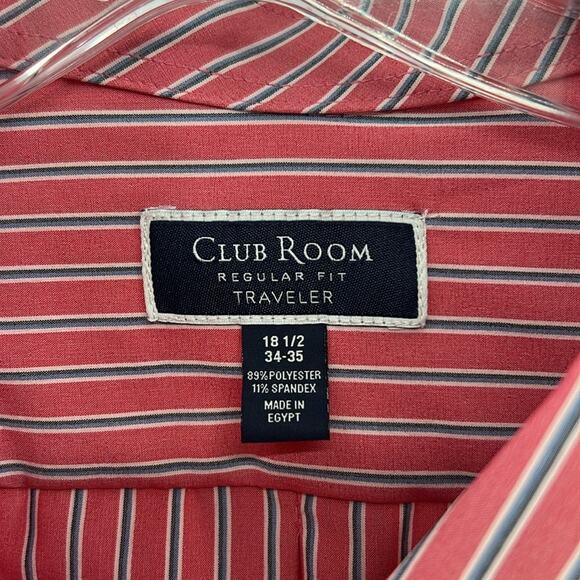 CLUB ROOM
REGULAR FIT
TRAVELER
18 1/2
34-35
89% POLYESTER
11% SPANDEX
MADE IN
EGYPT